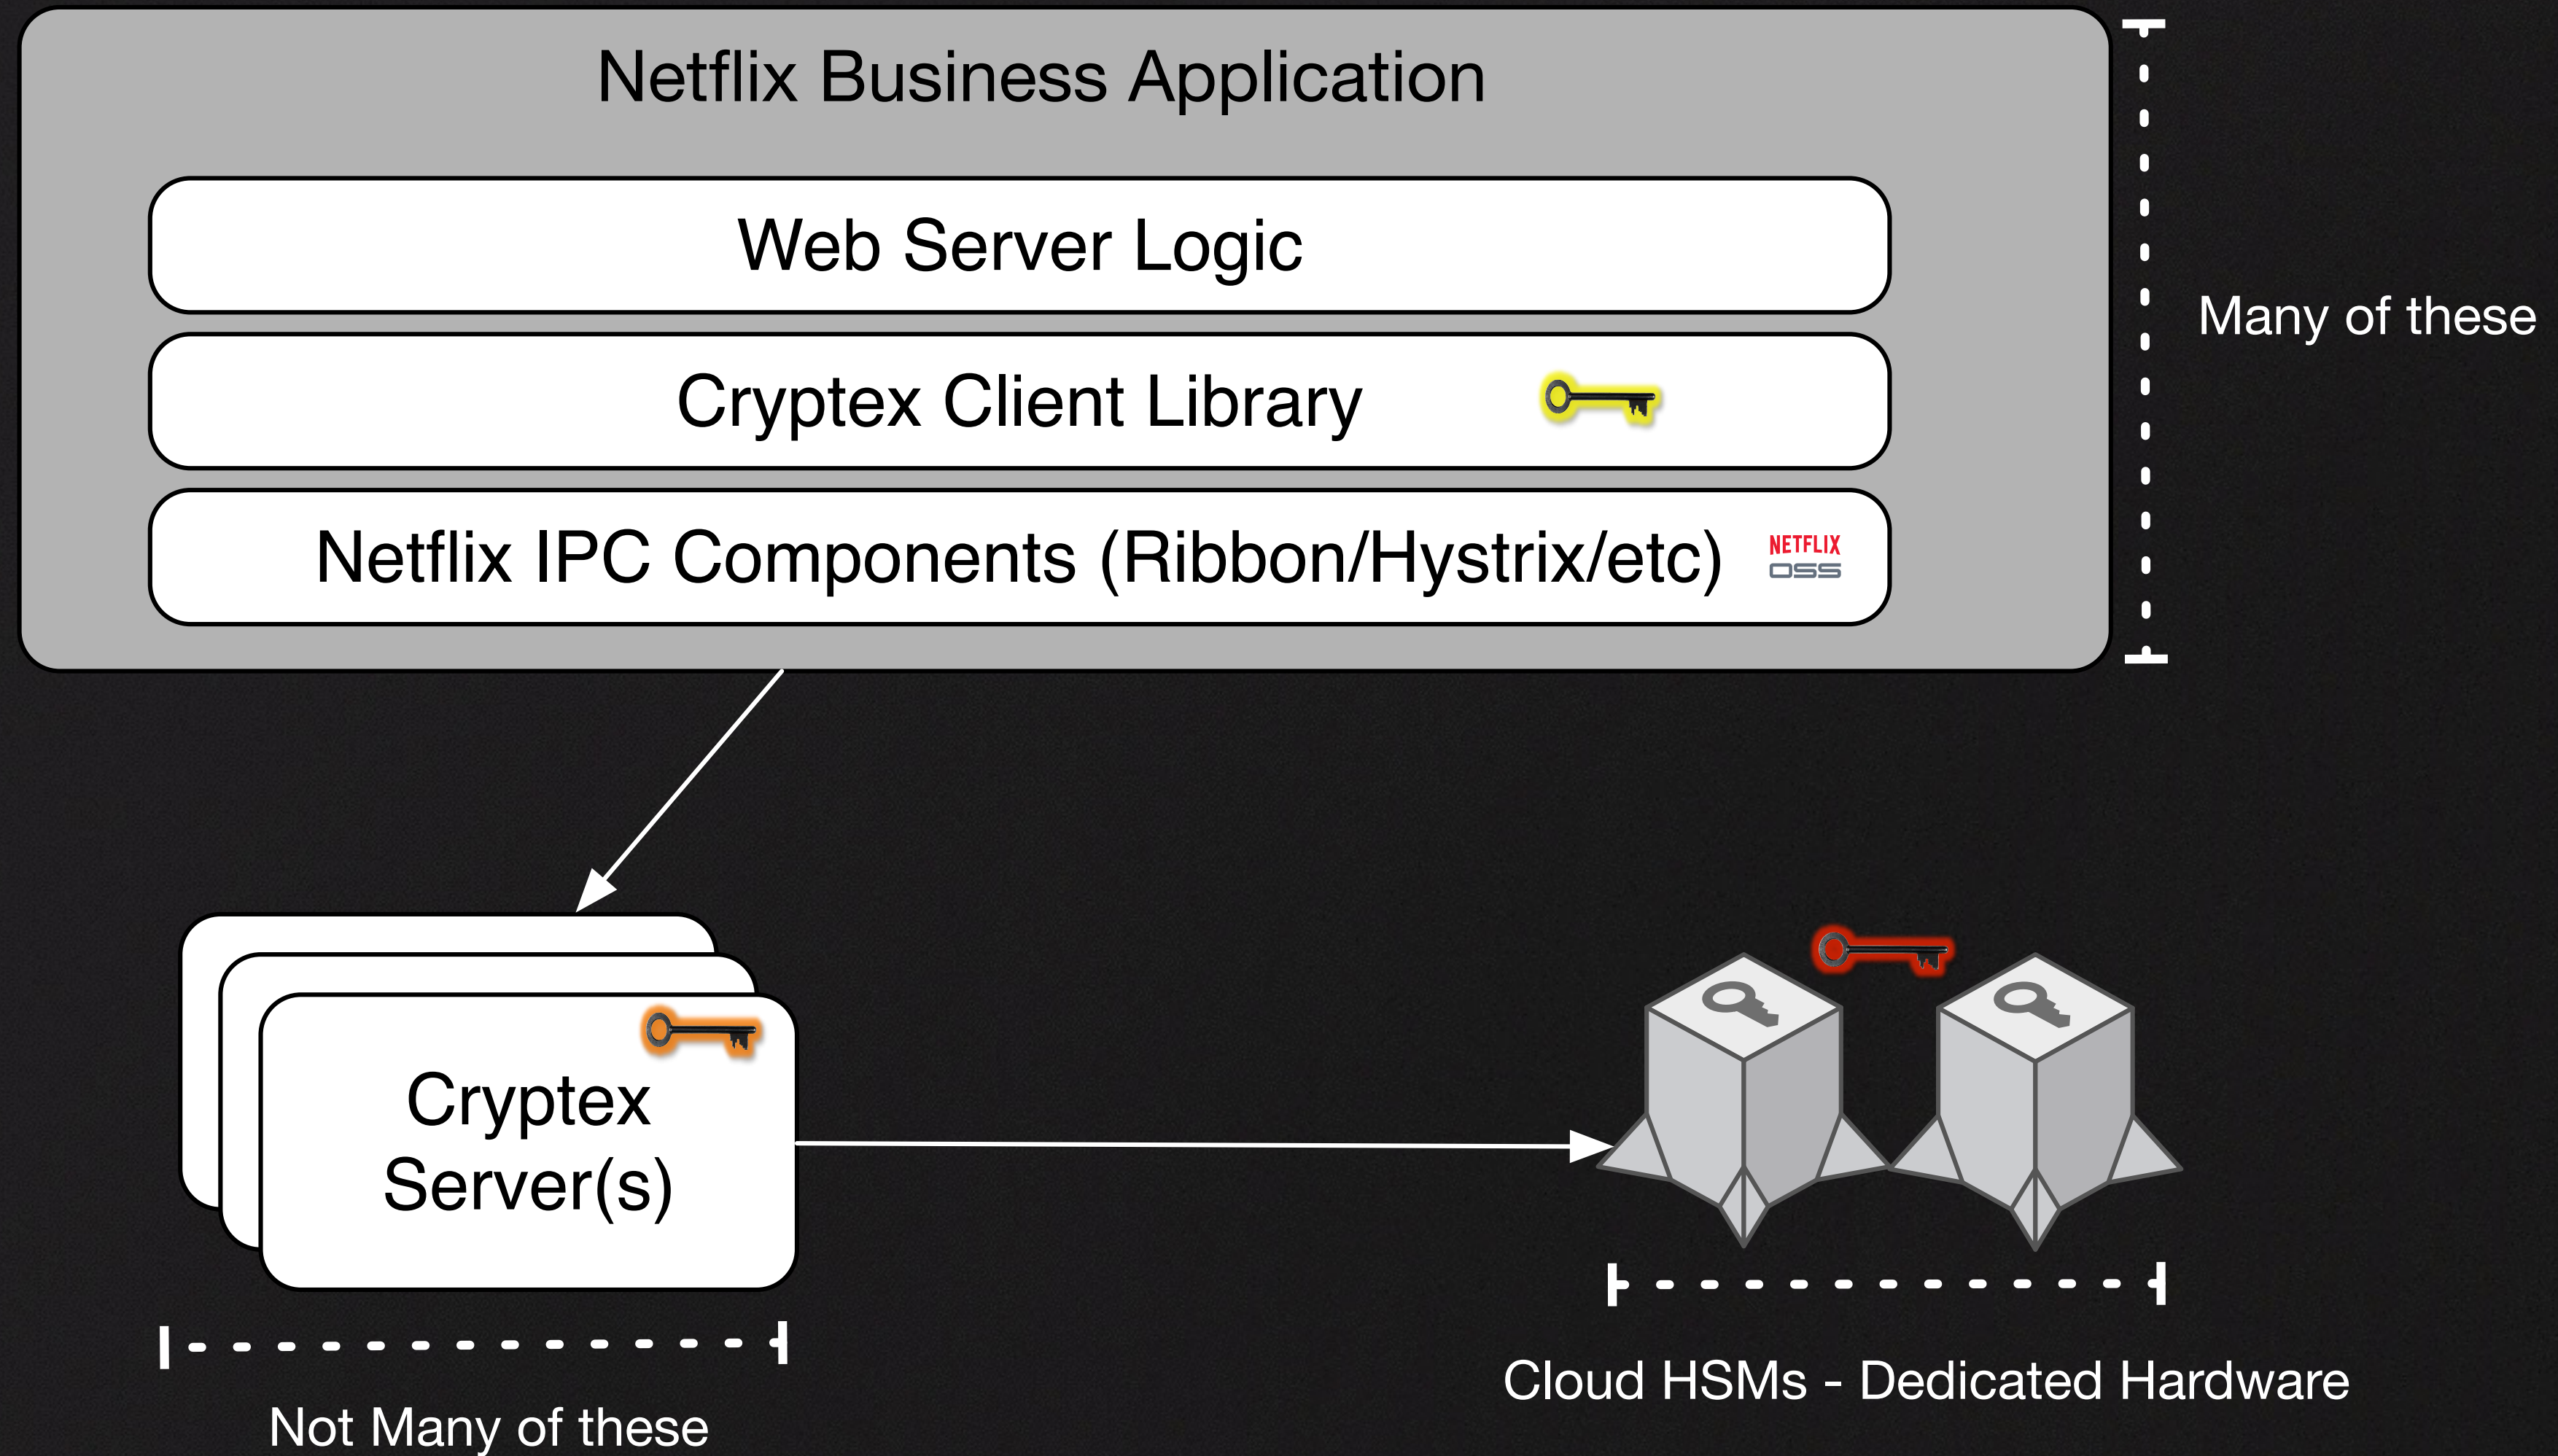 Netflix Business Application
Web Server Logic
Cryptex Client Library
Netflix IPC Components (Ribbon/Hystrix/etc)
NETFLIX
OSS
Many of these
Cryptex
Server(s)
Not Many of these
Cloud HSMs - Dedicated Hardware